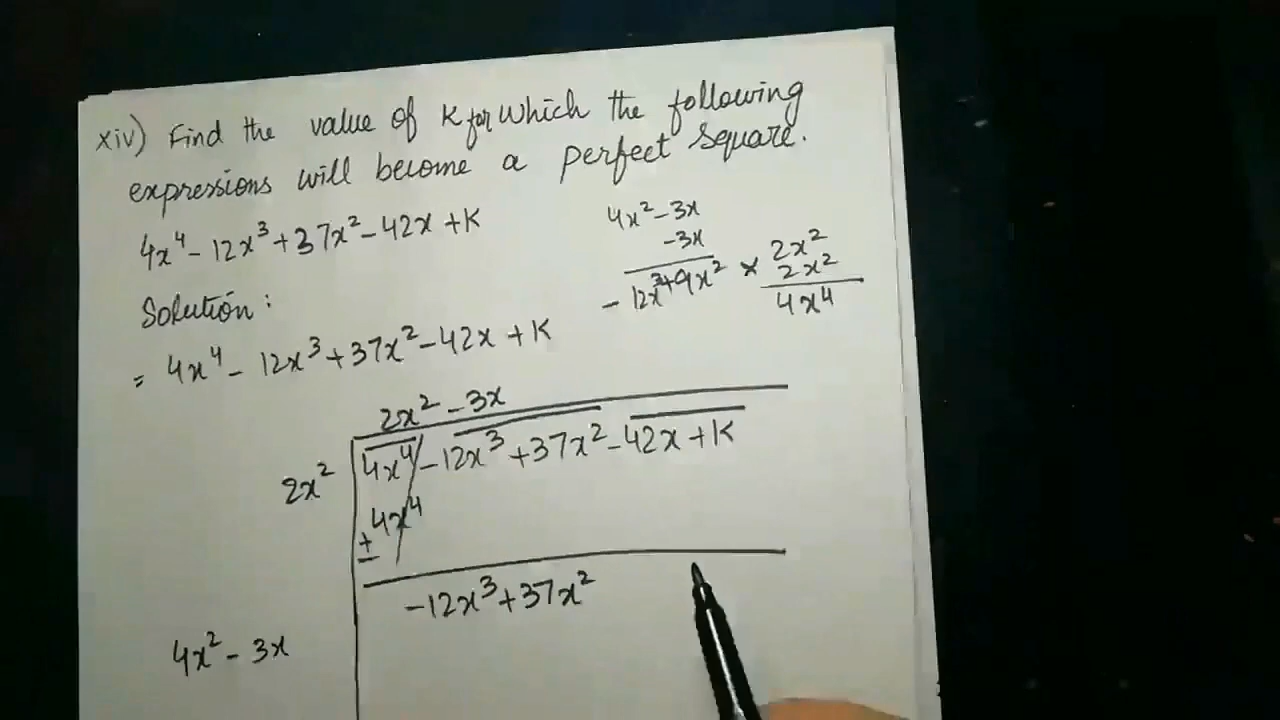 xiv) Find the value of K for which the following
expressions will become a perfect square.
4x⁴ - 12x³ + 37x² - 42x + K
4x² - 3x
- 3x
- 12x³ + 9x²
× 2x²
2x²
4x⁴
Solution :
= 4x⁴ - 12x³ + 37x² - 42x + K
2x² - 3x
2x² 4x⁴ - 12x³ + 37x² - 42x + K
± 4x⁴
- 12x³ + 37x²
4x² - 3x